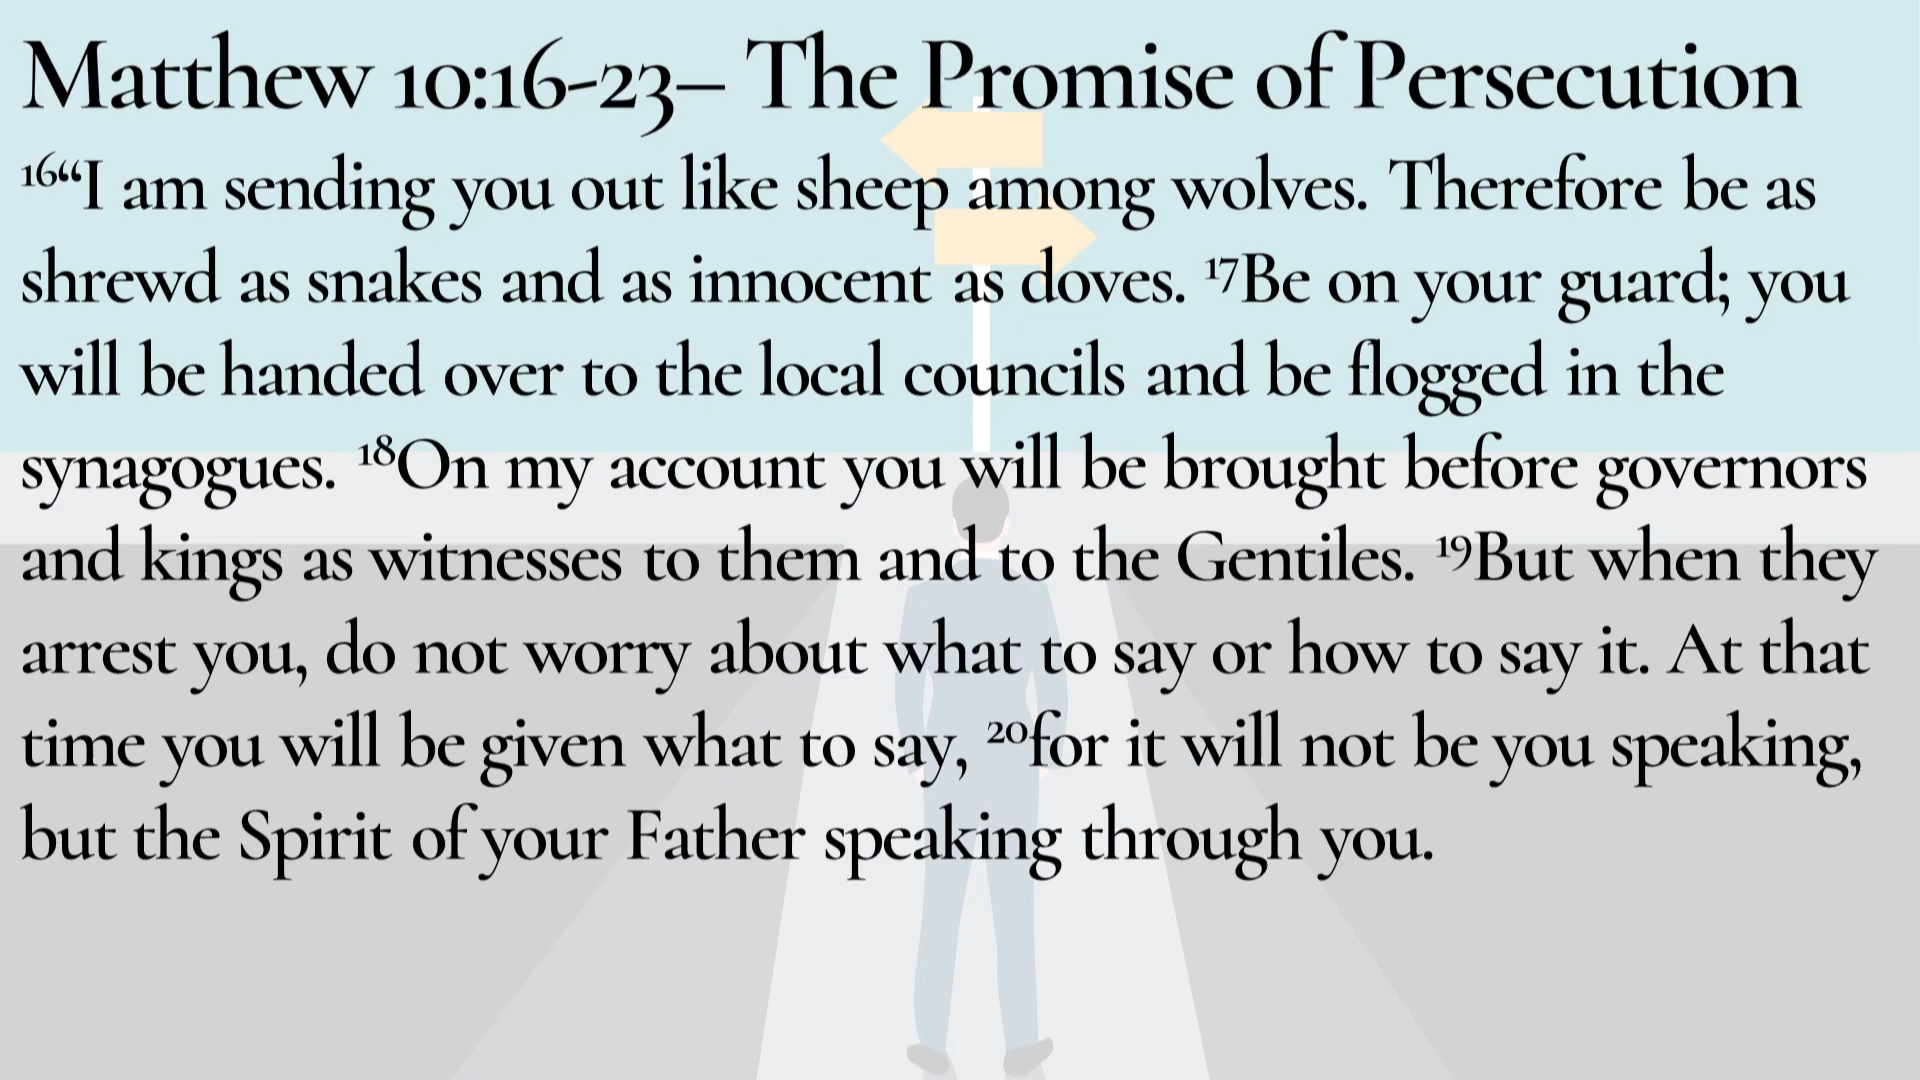 Matthew 10:16-23– The Promise of Persecution
16“I am sending you out like sheep among wolves. Therefore be as
shrewd as snakes and as innocent as doves. 17Be on your guard; you
will be handed over to the local councils and be flogged in the
synagogues. 18On my account you will be brought before governors
and kings as witnesses to them and to the Gentiles. 19But when they
arrest you, do not worry about what to say or how to say it. At that
time you will be given what to say, 20for it will not be you speaking,
but the Spirit of your Father speaking through you.